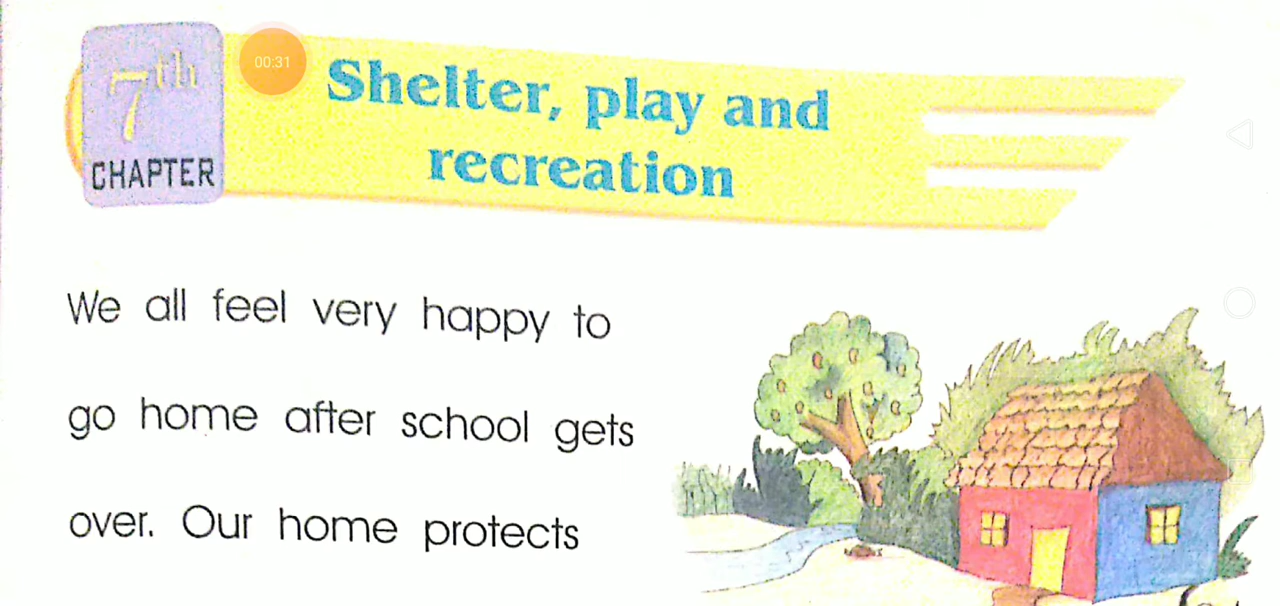 7th
CHAPTER
00:31
Shelter, play and
recreation
We all feel very happy to
go home after school gets
over. Our home protects